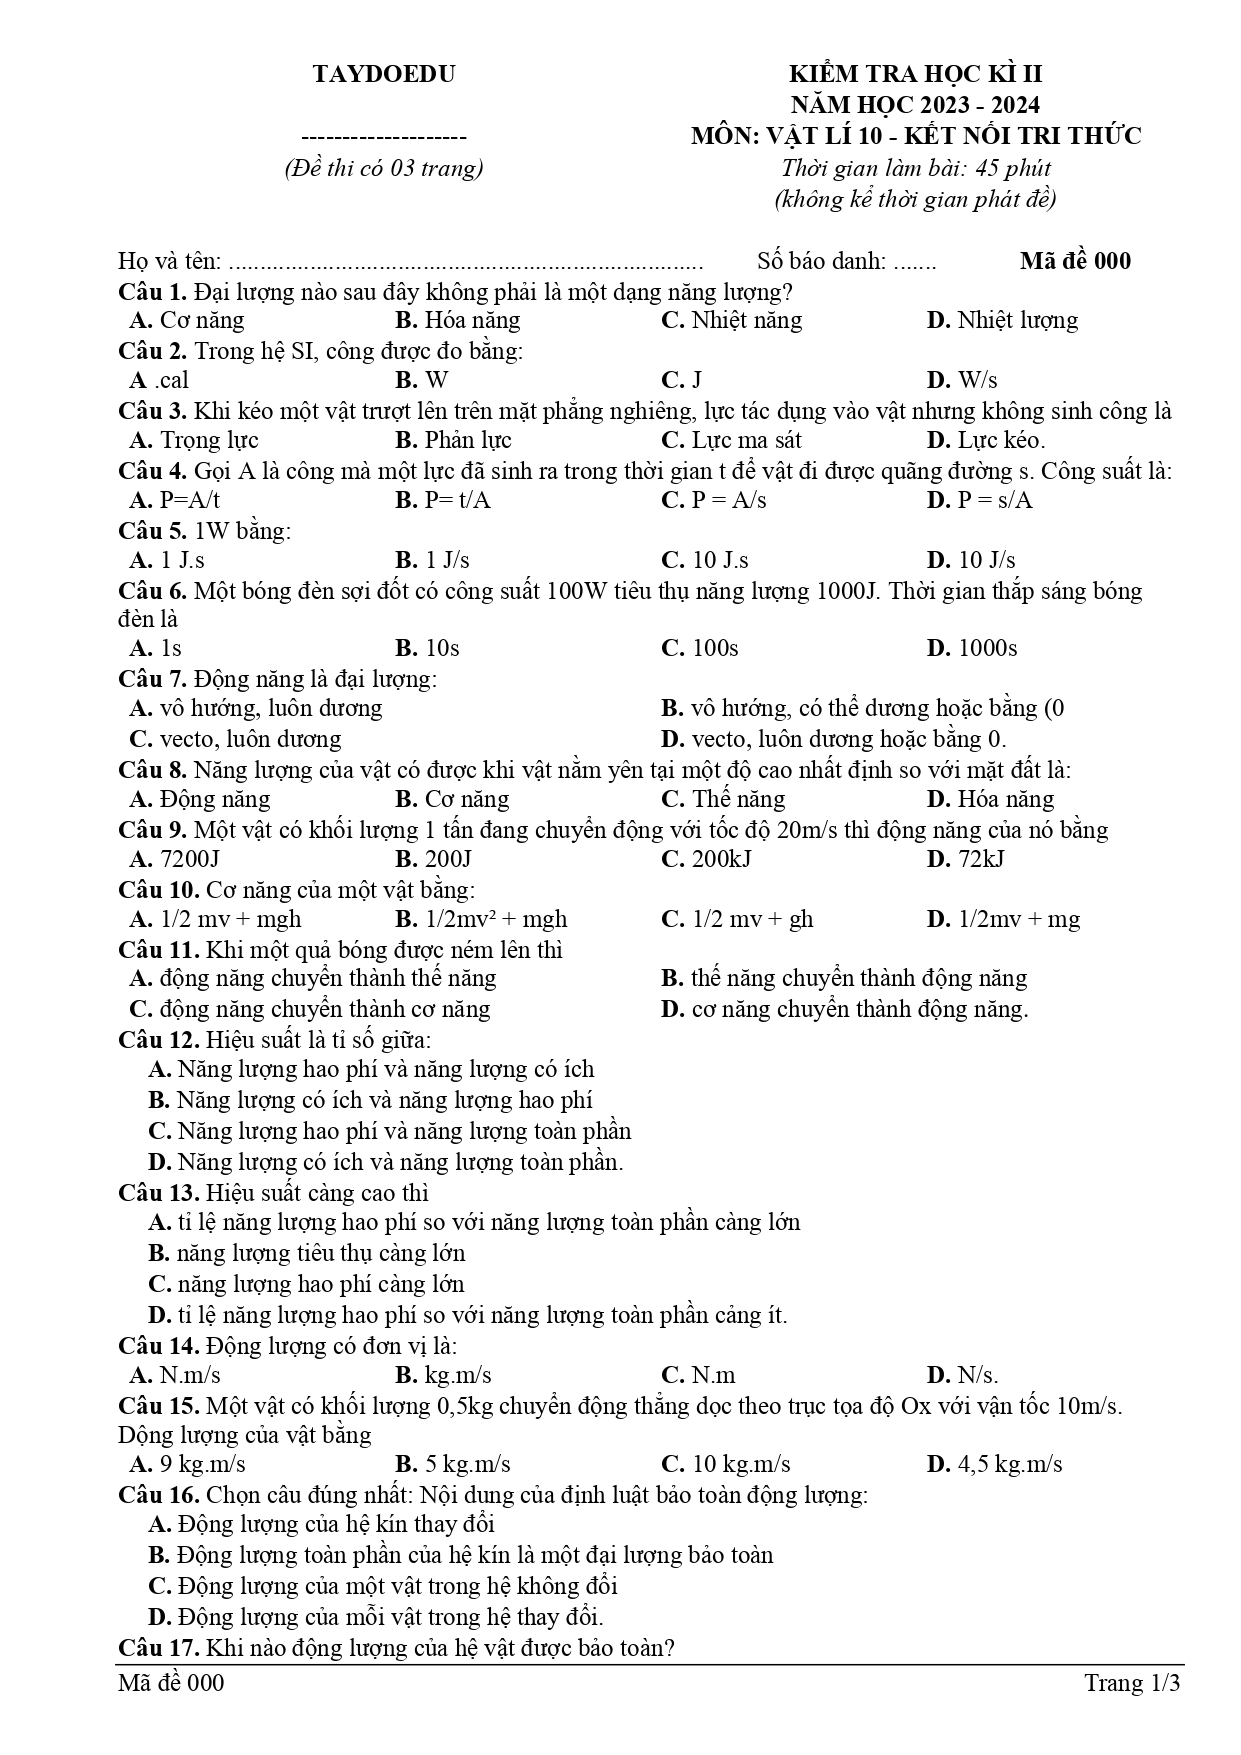 TAYDOEDU
--------------------
(Đề thi có 03 trang)
KIỂM TRA HỌC KÌ II
NĂM HỌC 2023 - 2024
MÔN: VẬT LÍ 10 - KẾT NỐI TRI THỨC
Thời gian làm bài: 45 phút
(không kể thời gian phát đề)
Họ và tên: ............................................................................ Số báo danh: ....... Mã đề 000
Câu 1. Đại lượng nào sau đây không phải là một dạng năng lượng?
A. Cơ năng B. Hóa năng C. Nhiệt năng D. Nhiệt lượng
Câu 2. Trong hệ SI, công được đo bằng:
A .cal B. W C. J D. W/s
Câu 3. Khi kéo một vật trượt lên trên mặt phẳng nghiêng, lực tác dụng vào vật nhưng không sinh công là
A. Trọng lực B. Phản lực C. Lực ma sát D. Lực kéo.
Câu 4. Gọi A là công mà một lực đã sinh ra trong thời gian t để vật đi được quãng đường s. Công suất là:
A. P=A/t B. P= t/A C. P = A/s D. P = s/A
Câu 5. 1W bằng:
A. 1 J.s B. 1 J/s C. 10 J.s D. 10 J/s
Câu 6. Một bóng đèn sợi đốt có công suất 100W tiêu thụ năng lượng 1000J. Thời gian thắp sáng bóng
đèn là
A. 1s B. 10s C. 100s D. 1000s
Câu 7. Động năng là đại lượng:
A. vô hướng, luôn dương B. vô hướng, có thể dương hoặc bằng (0
C. vecto, luôn dương D. vecto, luôn dương hoặc bằng 0.
Câu 8. Năng lượng của vật có được khi vật nằm yên tại một độ cao nhất định so với mặt đất là:
A. Động năng B. Cơ năng C. Thế năng D. Hóa năng
Câu 9. Một vật có khối lượng 1 tấn đang chuyển động với tốc độ 20m/s thì động năng của nó bằng
A. 7200J B. 200J C. 200kJ D. 72kJ
Câu 10. Cơ năng của một vật bằng:
A. 1/2 mv + mgh B. 1/2mv² + mgh C. 1/2 mv + gh D. 1/2mv + mg
Câu 11. Khi một quả bóng được ném lên thì
A. động năng chuyển thành thế năng B. thế năng chuyển thành động năng
C. động năng chuyển thành cơ năng D. cơ năng chuyển thành động năng.
Câu 12. Hiệu suất là tỉ số giữa:
A. Năng lượng hao phí và năng lượng có ích
B. Năng lượng có ích và năng lượng hao phí
C. Năng lượng hao phí và năng lượng toàn phần
D. Năng lượng có ích và năng lượng toàn phần.
Câu 13. Hiệu suất càng cao thì
A. tỉ lệ năng lượng hao phí so với năng lượng toàn phần càng lớn
B. năng lượng tiêu thụ càng lớn
C. năng lượng hao phí càng lớn
D. tỉ lệ năng lượng hao phí so với năng lượng toàn phần cảng ít.
Câu 14. Động lượng có đơn vị là:
A. N.m/s B. kg.m/s C. N.m D. N/s.
Câu 15. Một vật có khối lượng 0,5kg chuyển động thẳng dọc theo trục tọa độ Ox với vận tốc 10m/s.
Dộng lượng của vật bằng
A. 9 kg.m/s B. 5 kg.m/s C. 10 kg.m/s D. 4,5 kg.m/s
Câu 16. Chọn câu đúng nhất: Nội dung của định luật bảo toàn động lượng:
A. Động lượng của hệ kín thay đổi
B. Động lượng toàn phần của hệ kín là một đại lượng bảo toàn
C. Động lượng của một vật trong hệ không đổi
D. Động lượng của mỗi vật trong hệ thay đổi.
Câu 17. Khi nào động lượng của hệ vật được bảo toàn?
Mã đề 000 Trang 1/3